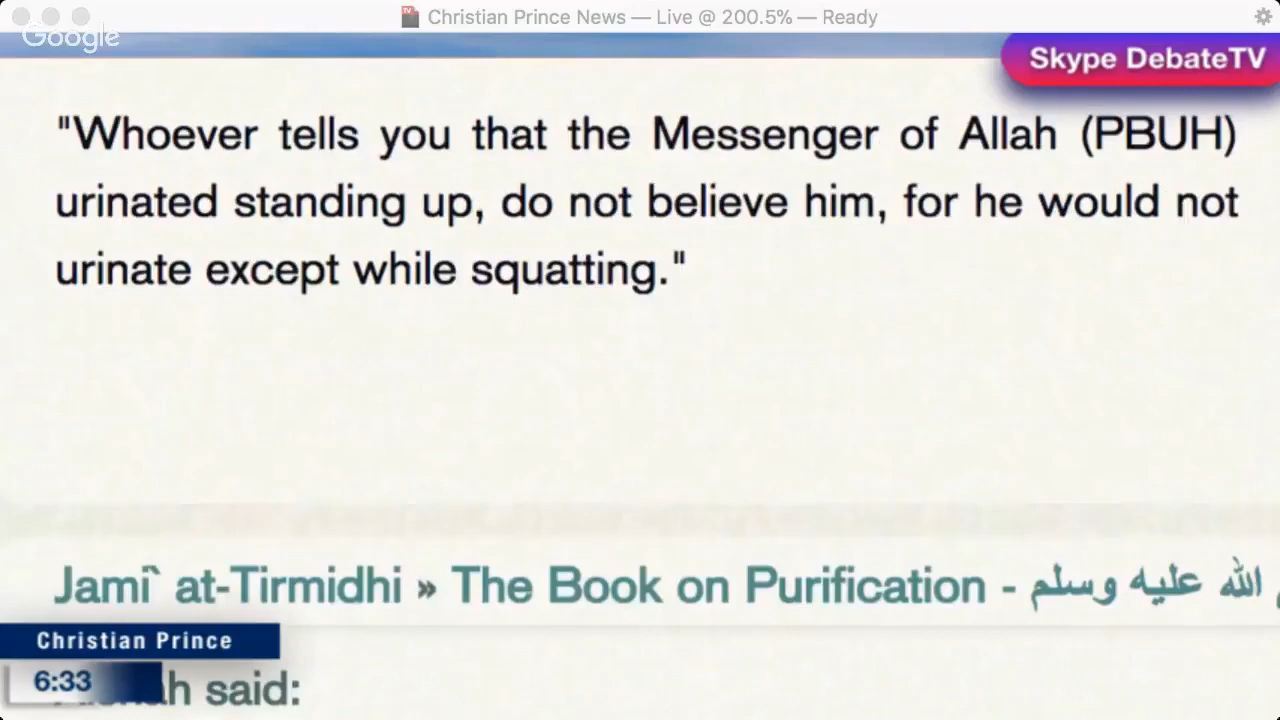 Christian Prince News — Live @ 200.5% — Ready
Google
Skype DebateTV
"Whoever tells you that the Messenger of Allah (PBUH)
urinated standing up, do not believe him, for he would not
urinate except while squatting."
Jami` at-Tirmidhi » The Book on Purification - الله عليه وسلم
Christian Prince
6:33
said: